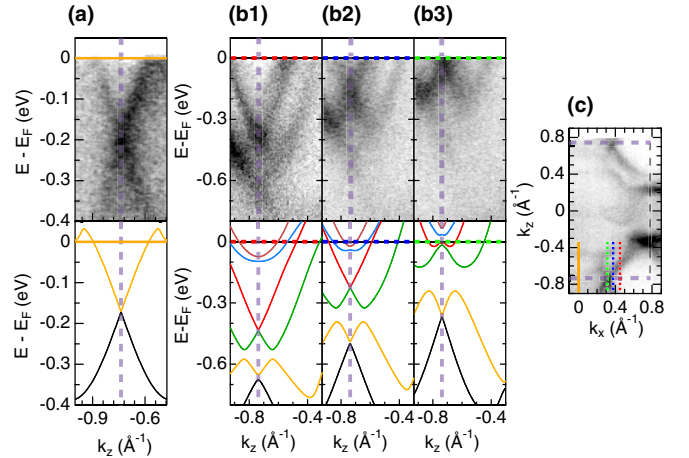 (a) (b1) (b2) (b3)
0
-0.1
-0.2
-0.3
-0.4
E - E_F (eV)
0
-0.3
-0.6
E-E_F (eV)
0
-0.1
-0.2
-0.3
-0.4
E - E_F (eV)
-0.9 -0.6
k_z (Å⁻¹)
0
-0.3
-0.6
E-E_F (eV)
-0.8 -0.4 -0.8 -0.4 -0.8 -0.4
k_z (Å⁻¹) k_z (Å⁻¹) k_z (Å⁻¹)
(c)
0.8
0.4
0.0
-0.4
-0.8
k_z (Å⁻¹)
0 0.4 0.8
k_x (Å⁻¹)